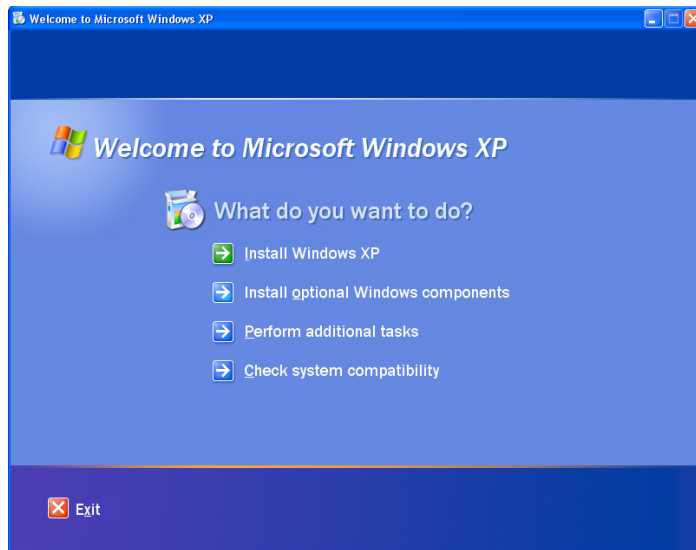 Welcome to Microsoft Windows XP
Welcome to Microsoft Windows XP
What do you want to do?
Install Windows XP
Install optional Windows components
Perform additional tasks
Check system compatibility
Exit